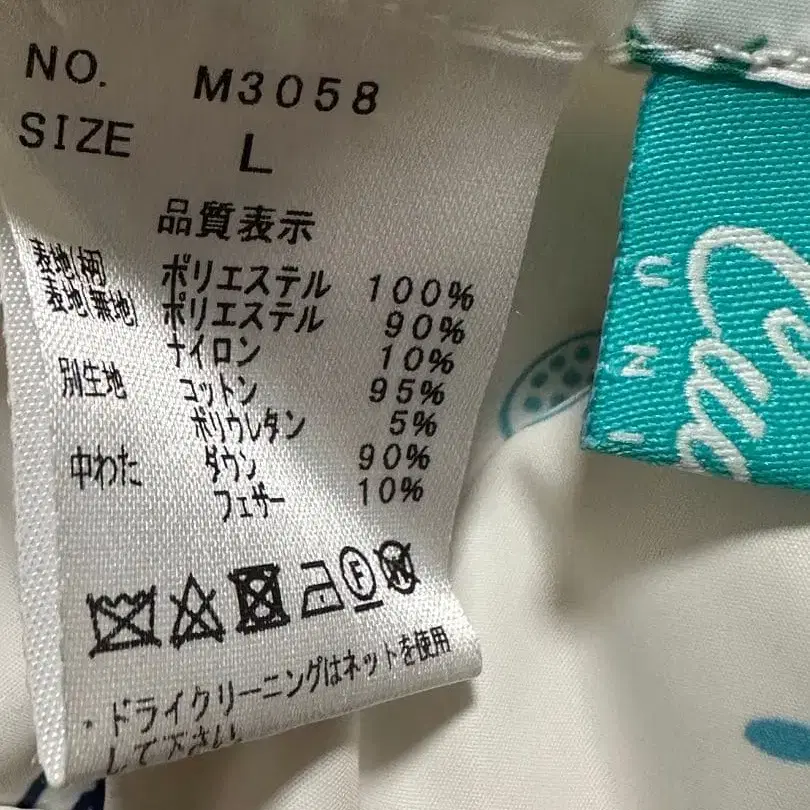 NO. M3058
SIZE L
品質表示
表地(柄) ポリエステル 100%
表地(無地) ポリエステル 90%
ナイロン 10%
別生地 コットン 95%
ポリウレタン 5%
中わた ダウン 90%
フェザー 10%
F
W
・ドライクリーニングはネットを使用
して下さい
U N I